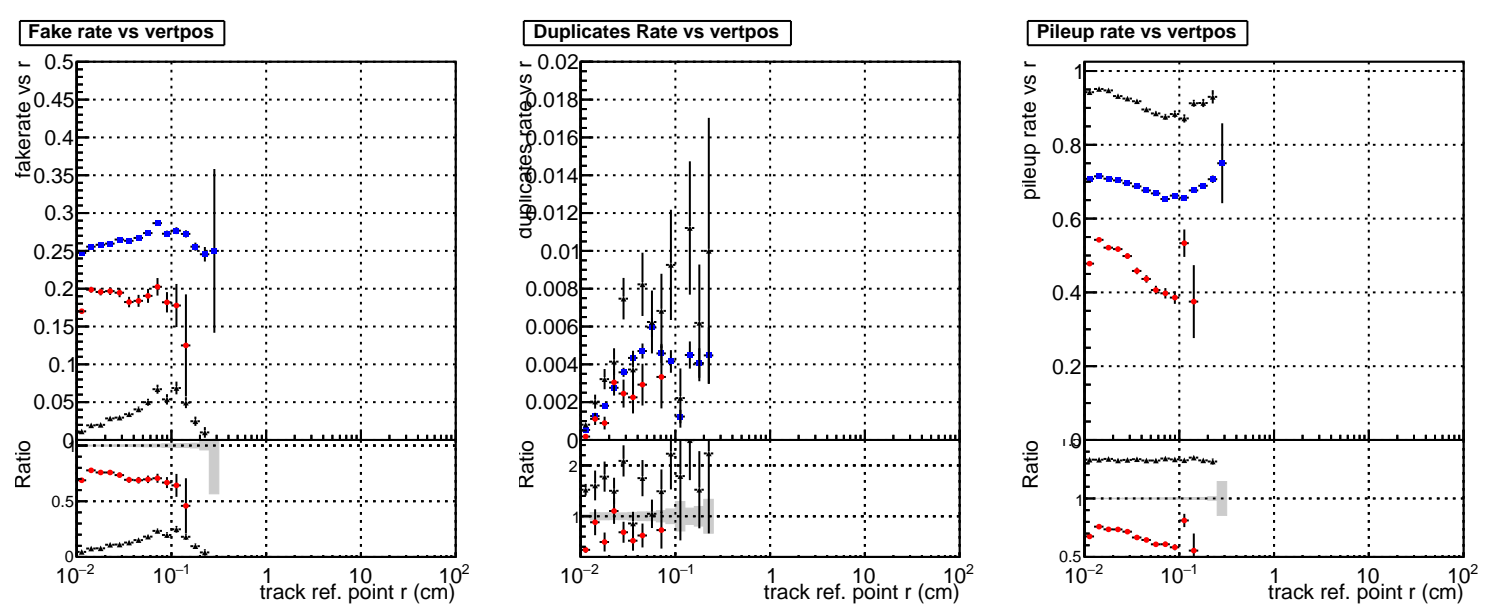 Fake rate vs vertpos
fakerate vs r
0.5
0.45
0.4
0.35
0.3
0.25
0.2
0.15
0.1
0.05
0
Ratio
1
0.5
0
10−2 10−1 1 10 102
track ref. point r (cm)
Duplicates Rate vs vertpos
duplicates rate vs r
0.02
0.018
0.016
0.014
0.012
0.01
0.008
0.006
0.004
0.002
0
Ratio
2
1
10−2 10−1 1 10 102
track ref. point r (cm)
Pileup rate vs vertpos
pileup rate vs r
1
0.8
0.6
0.4
0.2
0
Ratio
1
0.5
10−2 10−1 1 10 102
track ref. point r (cm)